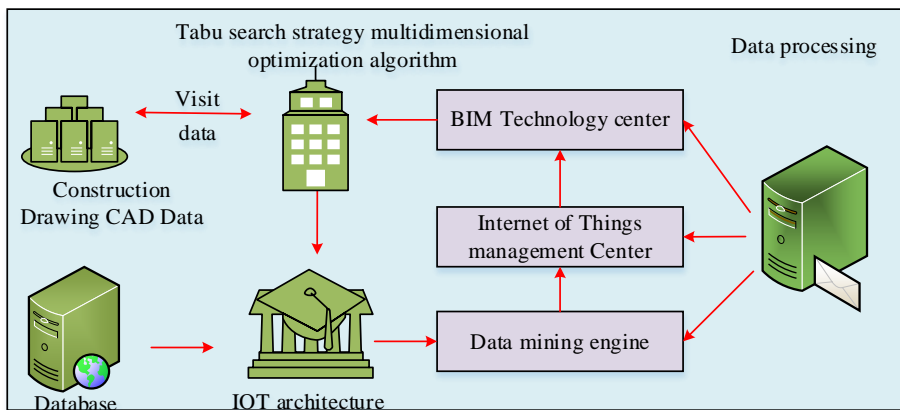 Tabu search strategy multidimensional
optimization algorithm
Data processing
Visit
data
BIM Technology center
Construction
Drawing CAD Data
Internet of Things
management Center
Data mining engine
Database
IOT architecture